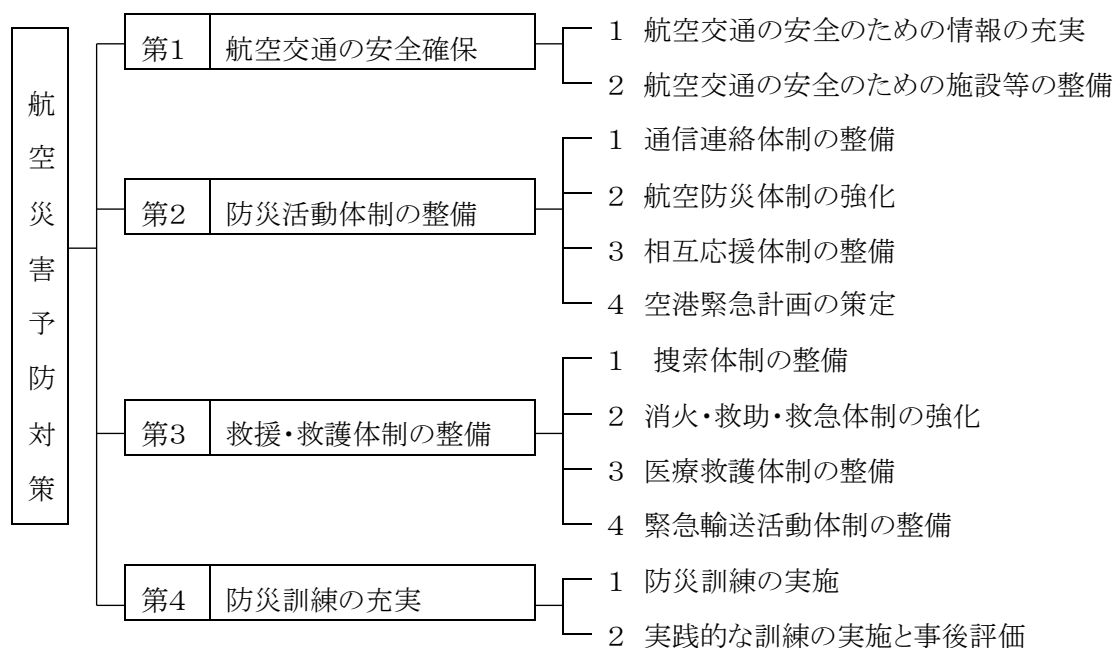 航空災害予防対策
第1 航空交通の安全確保
1 航空交通の安全のための情報の充実
2 航空交通の安全のための施設等の整備
第2 防災活動体制の整備
1 通信連絡体制の整備
2 航空防災体制の強化
3 相互応援体制の整備
4 空港緊急計画の策定
第3 救援・救護体制の整備
1 捜索体制の整備
2 消火・救助・救急体制の強化
3 医療救護体制の整備
4 緊急輸送活動体制の整備
第4 防災訓練の充実
1 防災訓練の実施
2 実践的な訓練の実施と事後評価